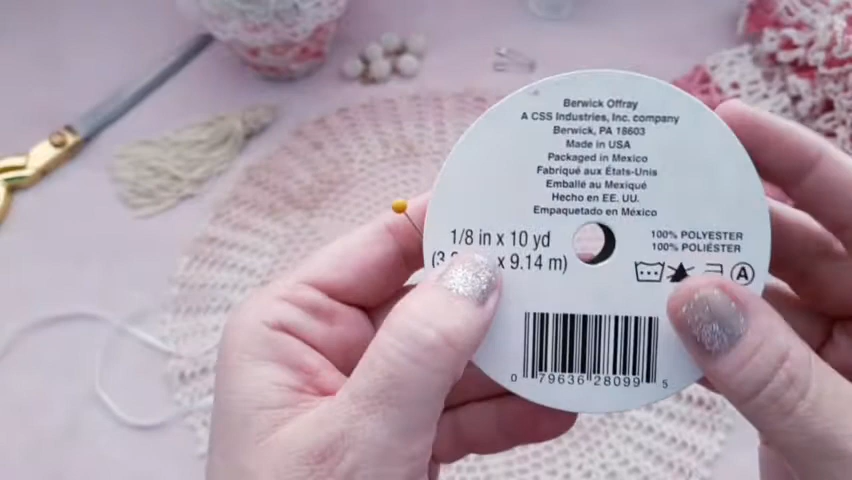 Berwick Offray
A CSS Industries, Inc. company
Berwick, PA 18603
Made in USA
Packaged in Mexico
Fabriqué aux États-Unis
Emballé au Mexique
Hecho en EE. UU.
Empaquetado en México
1/8 in x 10 yd
x 9.14 m)
100% POLYESTER
100% POLIÉSTER
A
0 79636 28099 5